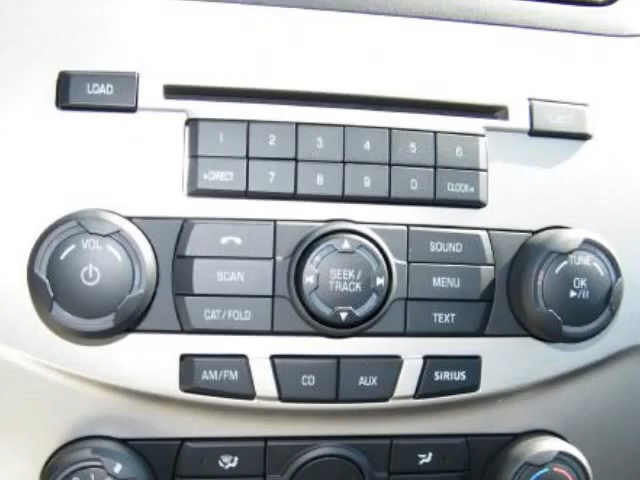 LOAD
1 2 3 4 5 6
DIRECT 7 8 9 0 CLOCK
VOL SOUND TUNE
SCAN SEEK/ MENU OK
TRACK
CAT/FOLD TEXT
AM/FM CD AUX SIRIUS